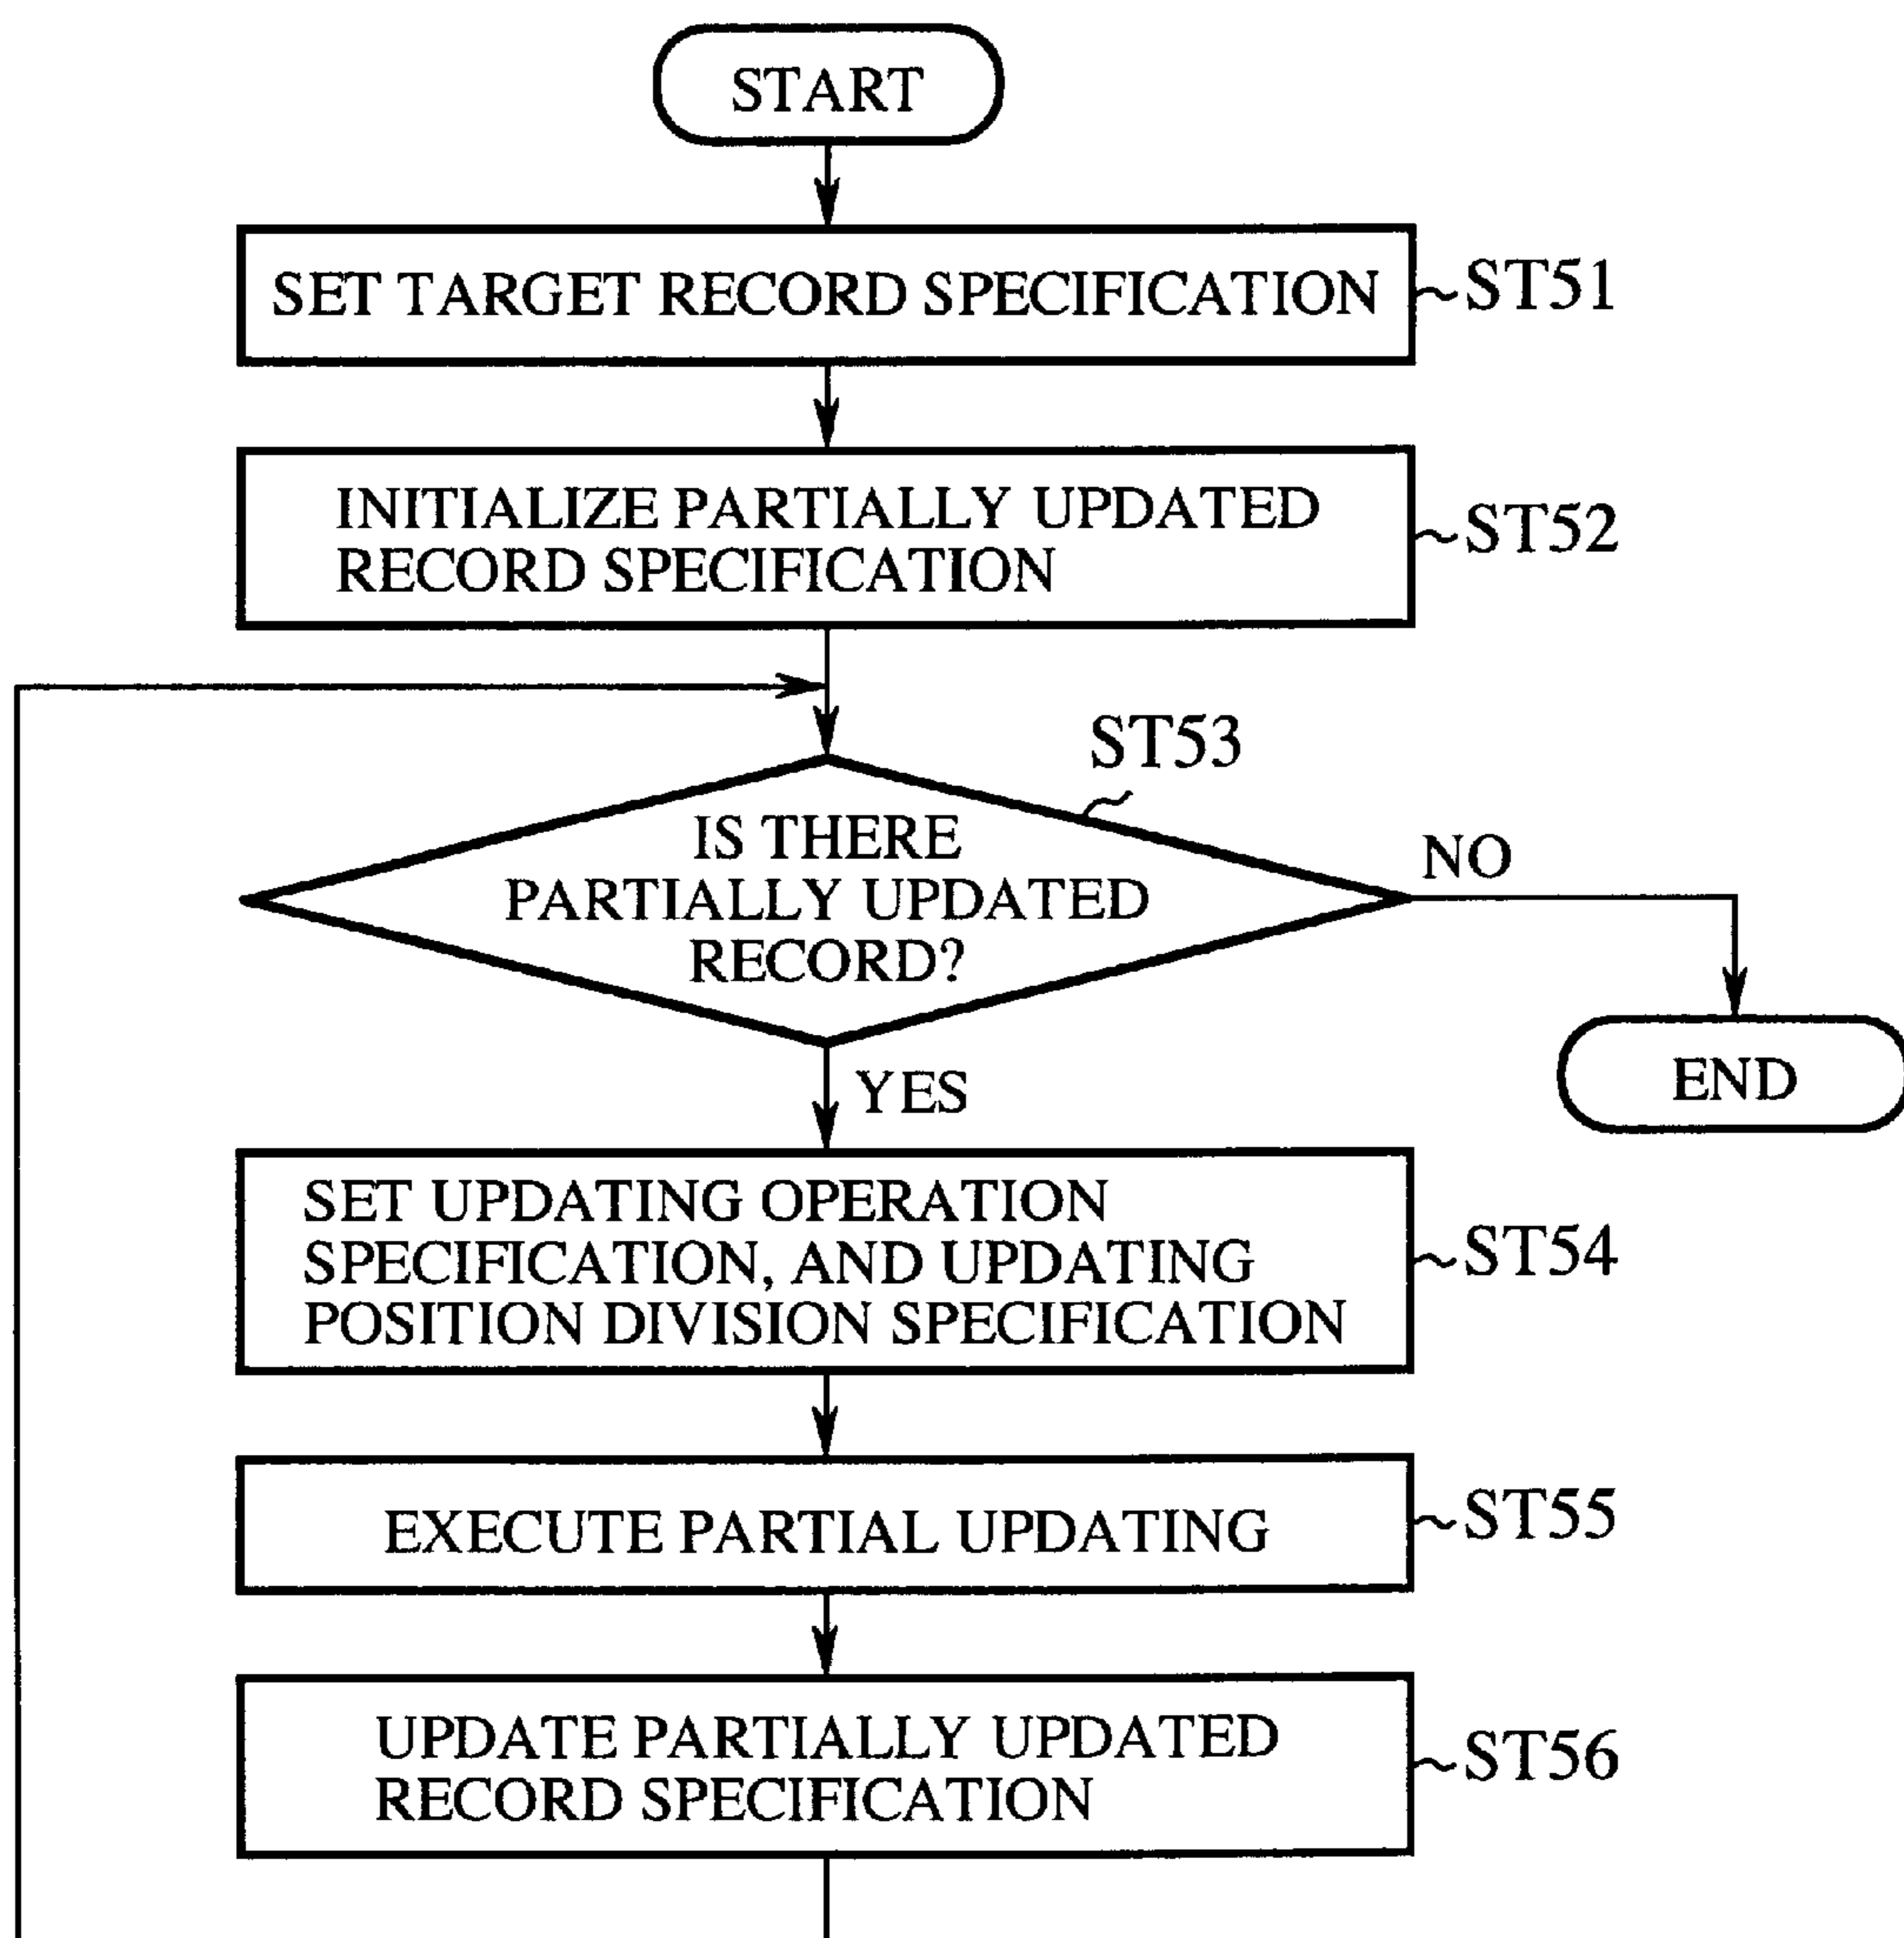 START
SET TARGET RECORD SPECIFICATION
ST51
INITIALIZE PARTIALLY UPDATED
RECORD SPECIFICATION
ST52
ST53
IS THERE
PARTIALLY UPDATED
RECORD?
NO
END
YES
SET UPDATING OPERATION
SPECIFICATION, AND UPDATING
POSITION DIVISION SPECIFICATION
ST54
EXECUTE PARTIAL UPDATING
ST55
UPDATE PARTIALLY UPDATED
RECORD SPECIFICATION
ST56